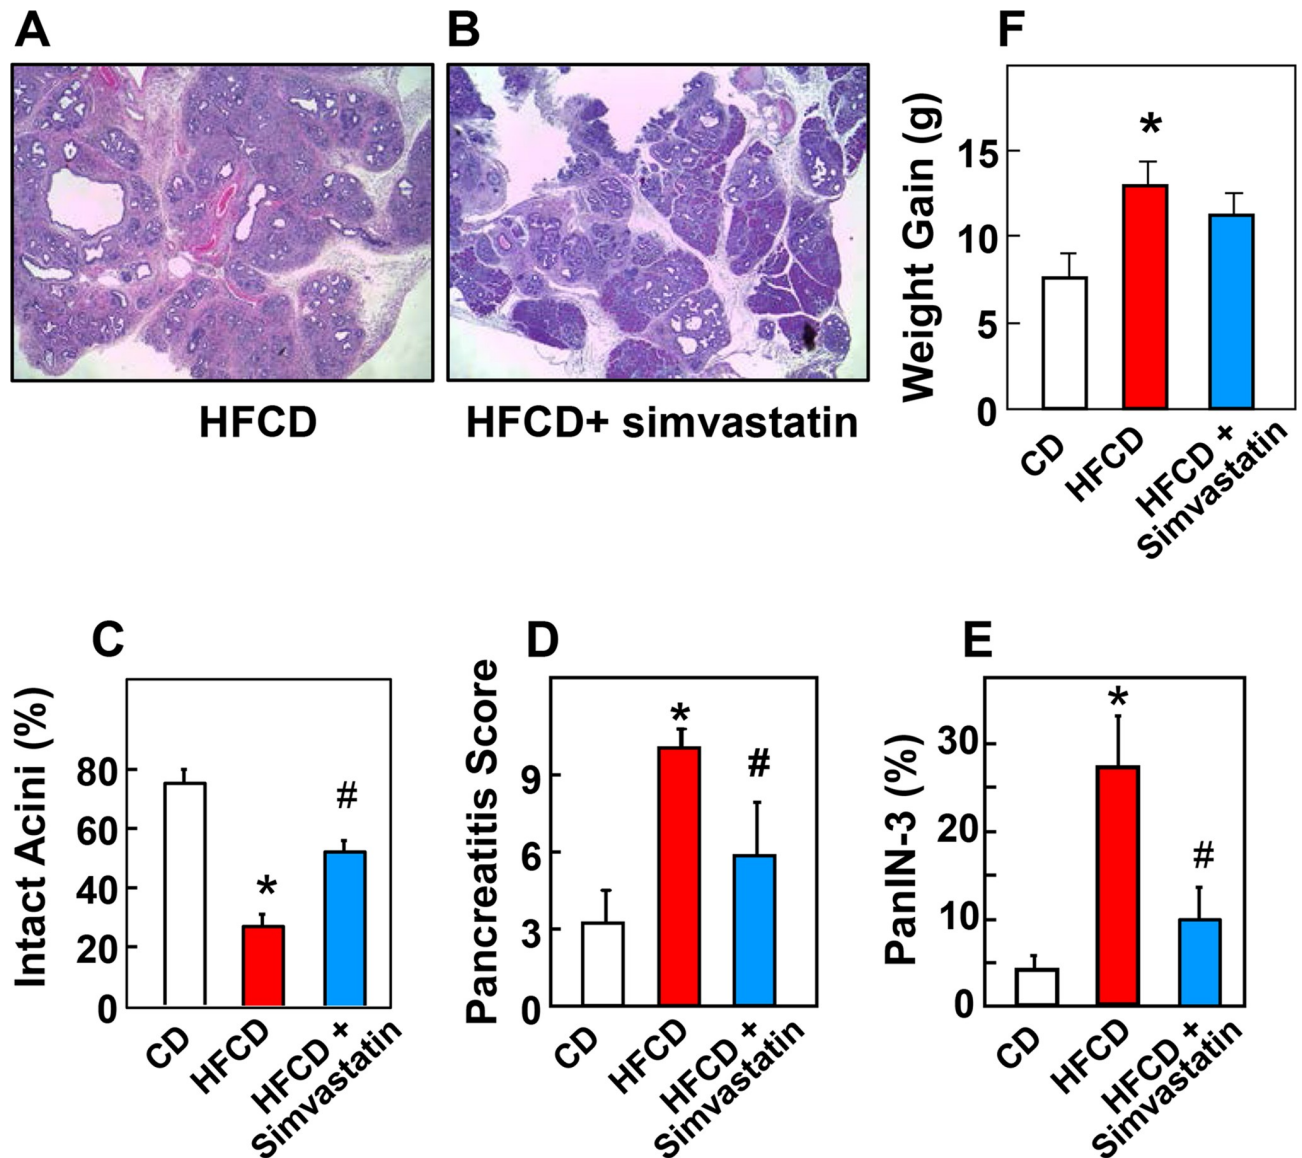 A
B
HFCD
HFCD+ simvastatin
F
Weight Gain (g)
15
10
5
0
*
CD
HFCD
HFCD +
Simvastatin
C
Intact Acini (%)
80
60
40
20
0
*
#
CD
HFCD
HFCD +
Simvastatin
D
Pancreatitis Score
9
6
3
0
*
#
CD
HFCD
HFCD +
Simvastatin
E
PanIN-3 (%)
30
20
10
0
*
#
CD
HFCD
HFCD +
Simvastatin